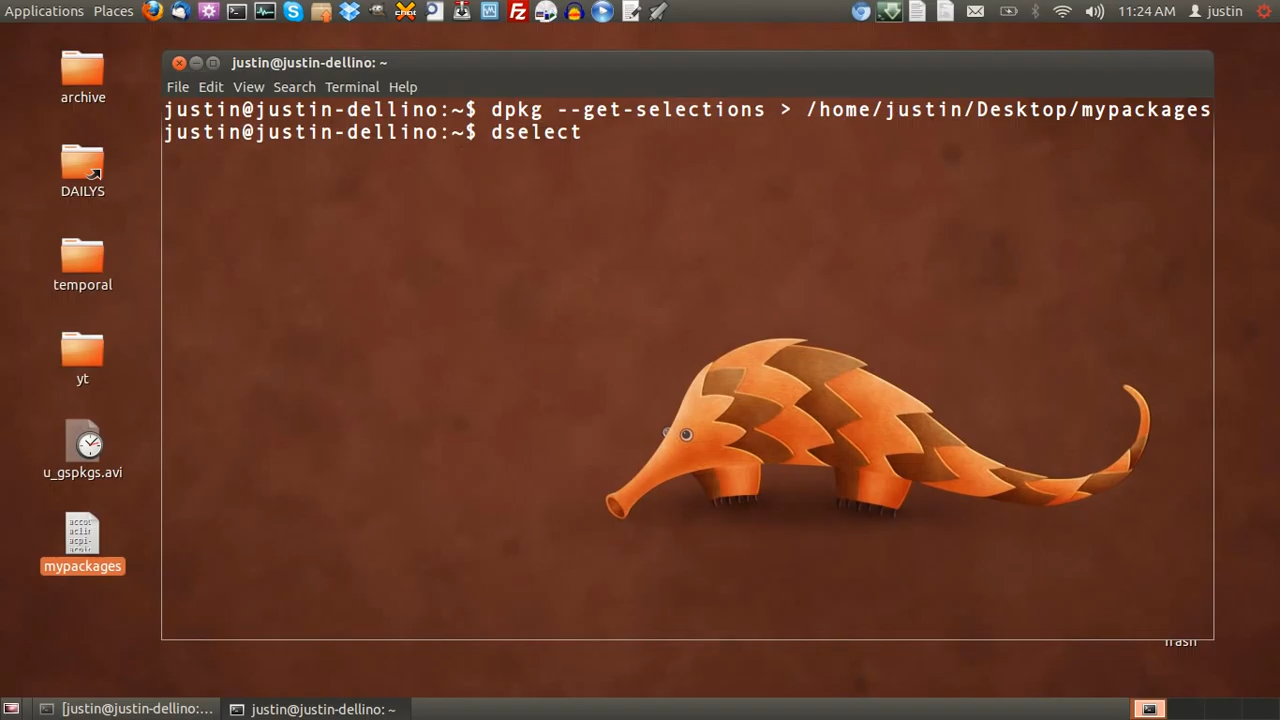 Applications Places 11:24 AM justin
justin@justin-dellino: ~
File Edit View Search Terminal Help
justin@justin-dellino:~$ dpkg --get-selections > /home/justin/Desktop/mypackages
justin@justin-dellino:~$ dselect
archive
DAILYS
temporal
yt
u_gspkgs.avi
mypackages
Trash
[justin@justin-dellino:... justin@justin-dellino: ~